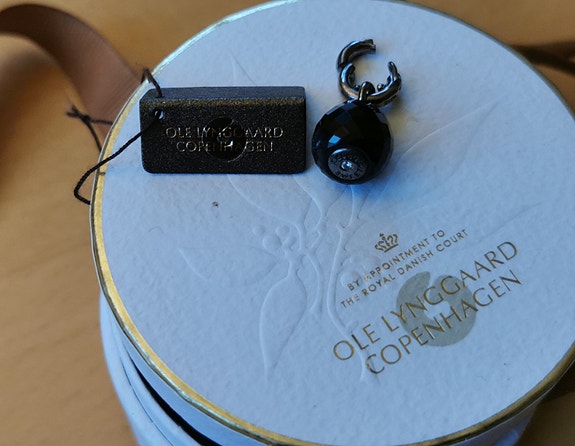 OLE LYNGGAARD
COPENHAGEN
BY APPOINTMENT TO
THE ROYAL DANISH COURT
OLE LYNGGAARD
COPENHAGEN